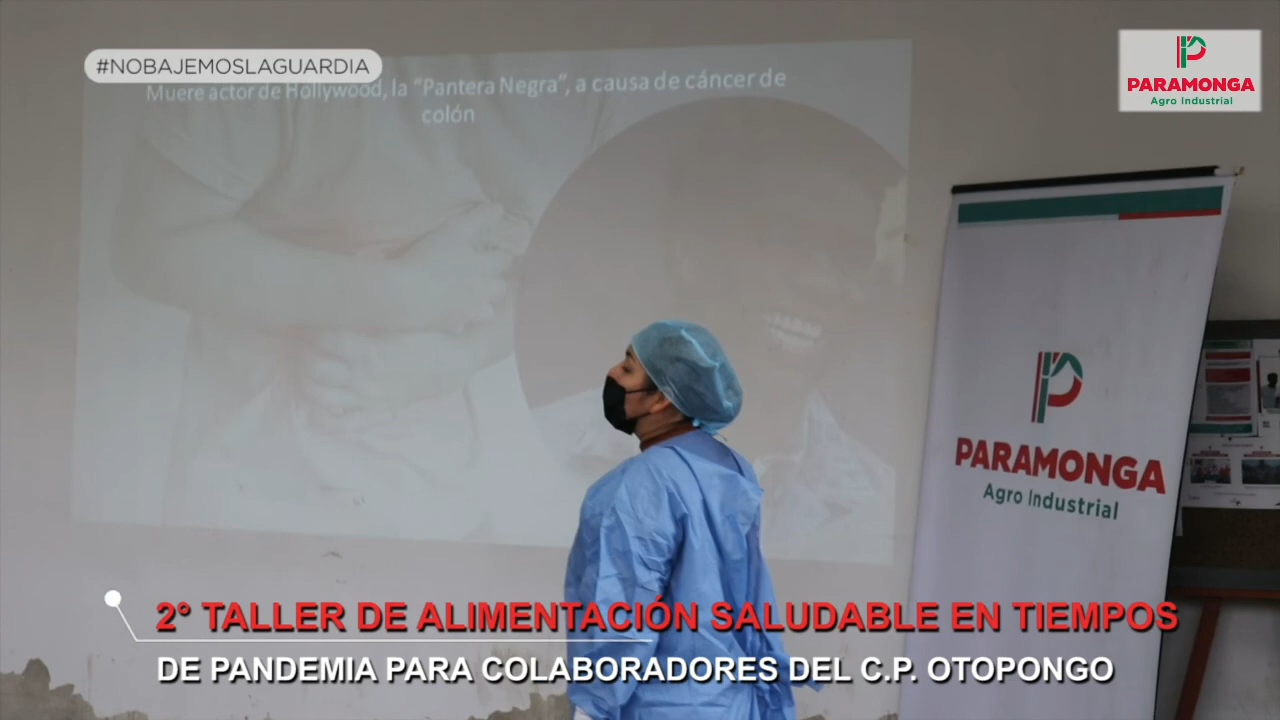 #NOBAJEMOSLAGUARDIA
Muere actor de Hollywood, la "Pantera Negra", a causa de cáncer de
colón
PARAMONGA
Agro Industrial
PARAMONGA
Agro Industrial
2° TALLER DE ALIMENTACIÓN SALUDABLE EN TIEMPOS
DE PANDEMIA PARA COLABORADORES DEL C.P. OTOPONGO